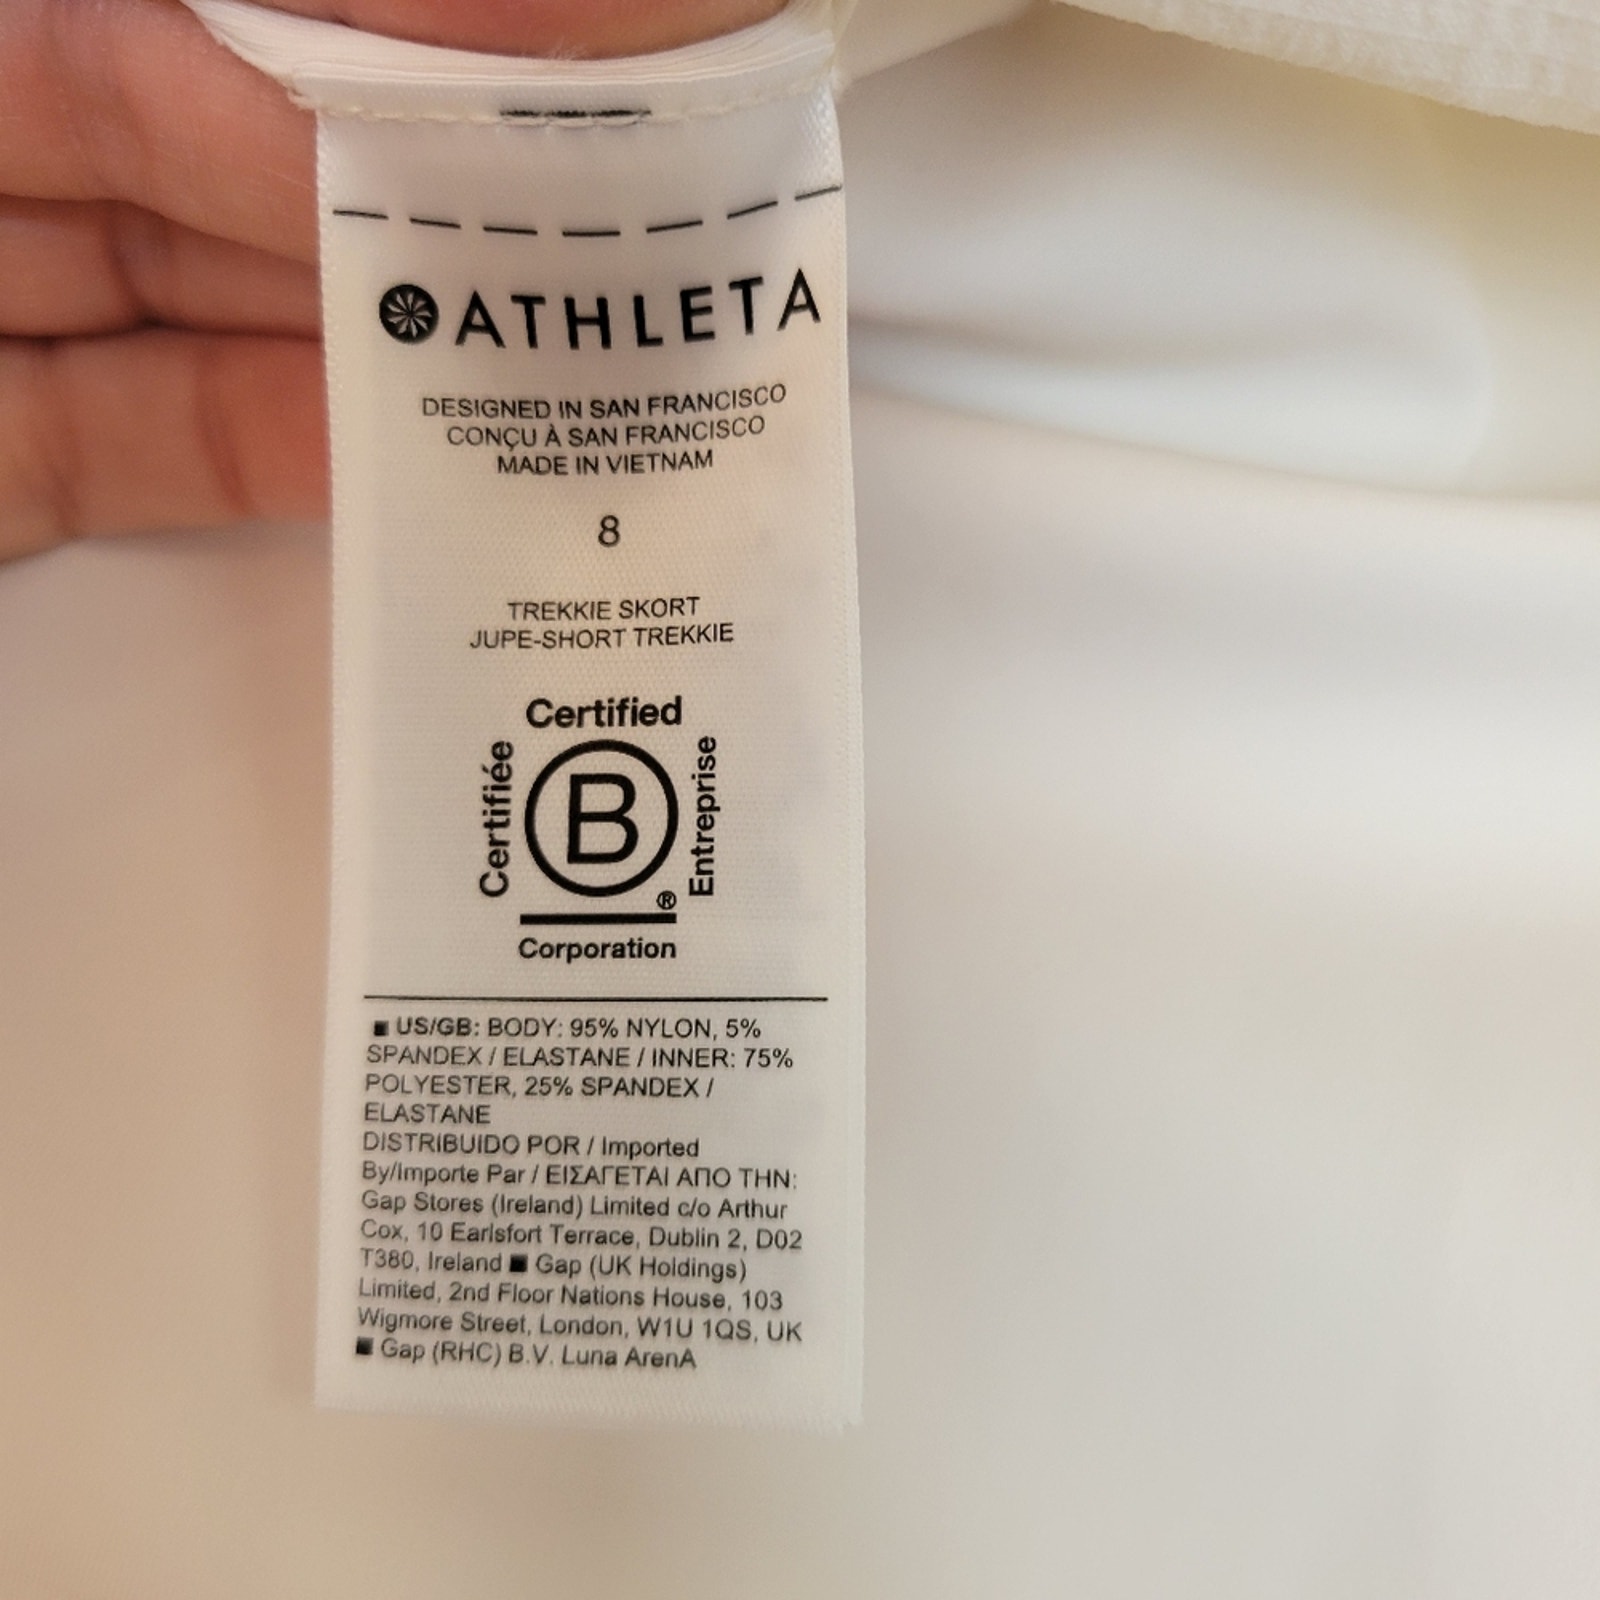 ATHLETA
DESIGNED IN SAN FRANCISCO
CONÇU À SAN FRANCISCO
MADE IN VIETNAM
8
TREKKIE SKORT
JUPE-SHORT TREKKIE
Certified
Certifiée
B
Entreprise
®
Corporation
■ US/GB: BODY: 95% NYLON, 5%
SPANDEX / ELASTANE / INNER: 75%
POLYESTER, 25% SPANDEX /
ELASTANE
DISTRIBUIDO POR / Imported
By/Importe Par / ΕΙΣΑΓΕΤΑΙ ΑΠΟ ΤΗΝ:
Gap Stores (Ireland) Limited c/o Arthur
Cox, 10 Earlsfort Terrace, Dublin 2, D02
T380, Ireland ■ Gap (UK Holdings)
Limited, 2nd Floor Nations House, 103
Wigmore Street, London, W1U 1QS, UK
■ Gap (RHC) B.V. Luna ArenA